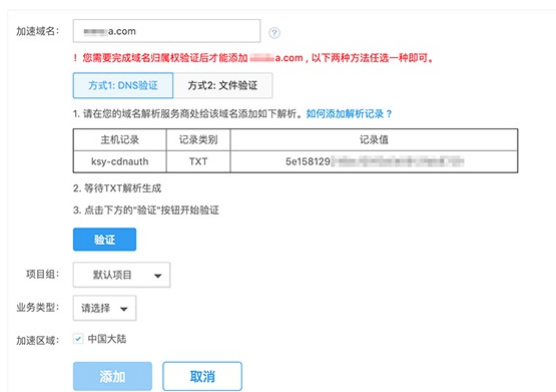 加速域名：
a.com
?
! 您需要完成域名归属权验证后才能添加 a.com , 以下两种方法任选一种即可。
方式1: DNS验证 方式2: 文件验证
1. 请在您的域名解析服务商处给该域名添加如下解析。如何添加解析记录？
主机记录 记录类别 记录值
ksy-cdnauth TXT 5e158129
2. 等待TXT解析生成
3. 点击下方的"验证"按钮开始验证
验证
项目组： 默认项目
业务类型： 请选择
加速区域： 中国大陆
添加 取消